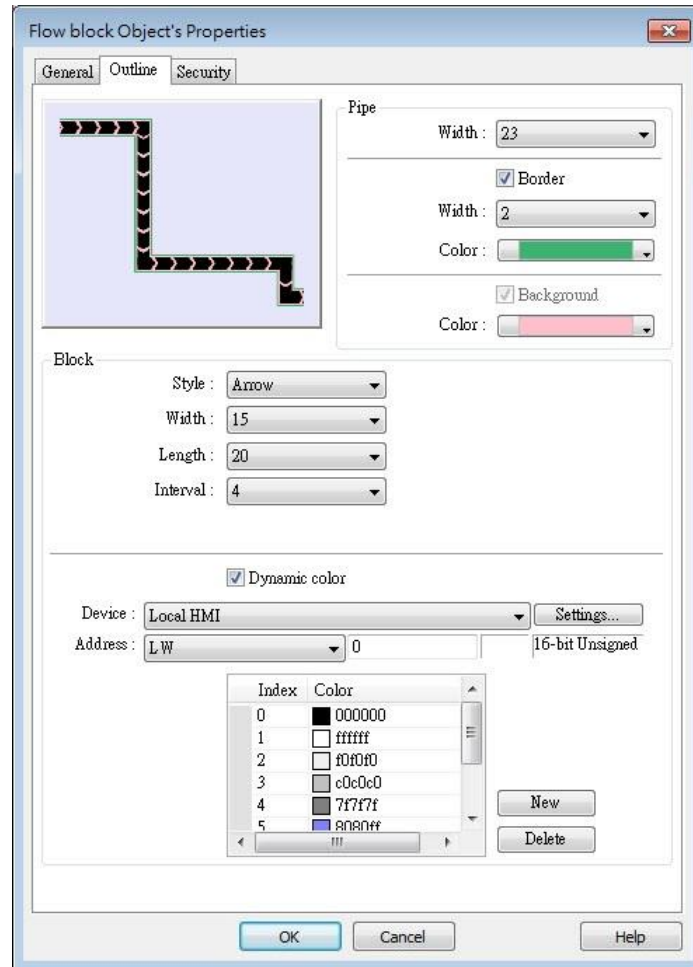 Flow block Object's Properties
General Outline Security
Pipe
Width : 23
Border
Width : 2
Color :
Background
Color :
Block
Style : Arrow
Width : 15
Length : 20
Interval : 4
Dynamic color
Device : Local HMI Settings...
Address : LW 0 16-bit Unsigned
Index Color
0 000000
1 ffffff
2 f0f0f0
3 c0c0c0
4 7f7f7f
5 8080ff
New
Delete
OK Cancel Help